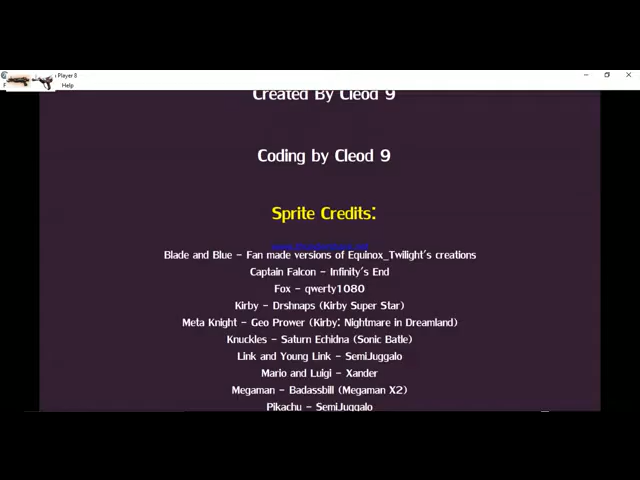 Player 8
Help
Created By Cleod 9
Coding by Cleod 9
Sprite Credits:
Blade and Blue - Fan made versions of Equinox_Twilight's creations
Captain Falcon - Infinity's End
Fox - qwerty1080
Kirby - Drshnaps (Kirby Super Star)
Meta Knight - Geo Prower (Kirby: Nightmare in Dreamland)
Knuckles - Saturn Echidna (Sonic Batle)
Link and Young Link - SemiJuggalo
Mario and Luigi - Xander
Megaman - Badassbill (Megaman X2)
Pikachu - SemiJuggalo